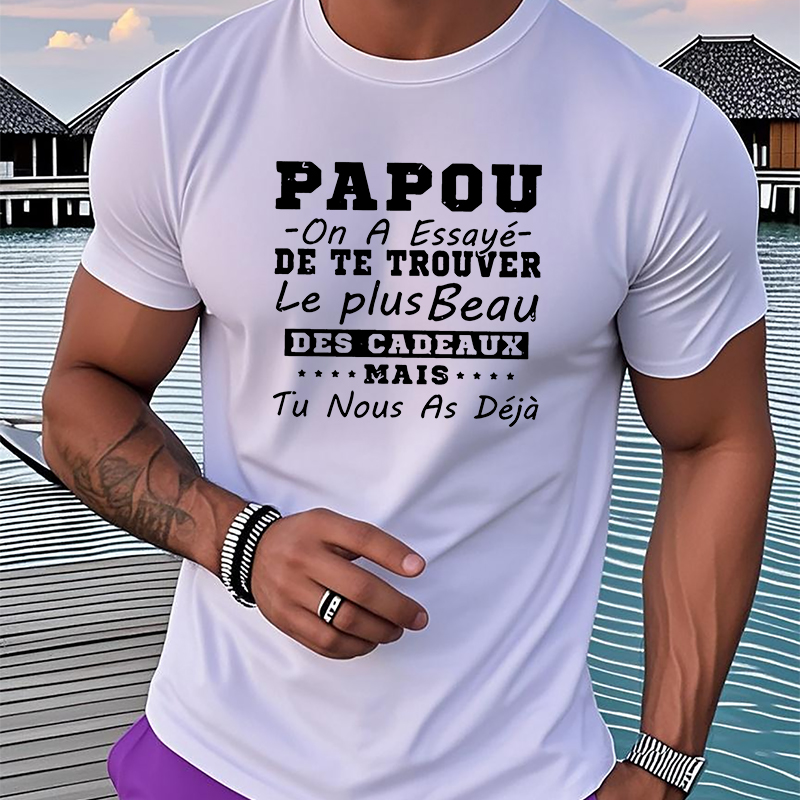 PAPOU
-On A Essayé-
DE TE TROUVER
Le plus Beau
DES CADEAUX
MAIS
Tu Nous As Déjà